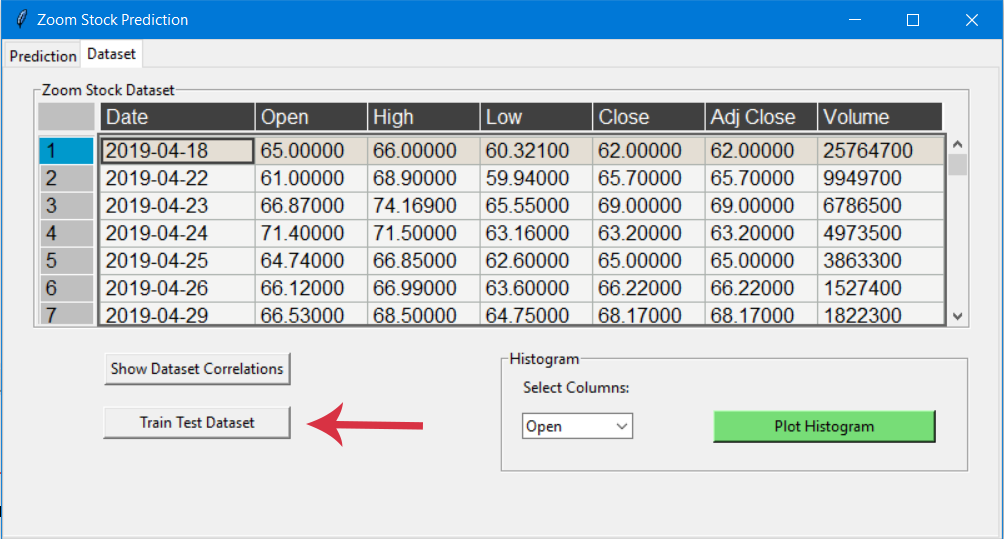 Zoom Stock Prediction
Prediction Dataset
Zoom Stock Dataset
Date Open High Low Close Adj Close Volume
1 2019-04-18 65.00000 66.00000 60.32100 62.00000 62.00000 25764700
2 2019-04-22 61.00000 68.90000 59.94000 65.70000 65.70000 9949700
3 2019-04-23 66.87000 74.16900 65.55000 69.00000 69.00000 6786500
4 2019-04-24 71.40000 71.50000 63.16000 63.20000 63.20000 4973500
5 2019-04-25 64.74000 66.85000 62.60000 65.00000 65.00000 3863300
6 2019-04-26 66.12000 66.99000 63.60000 66.22000 66.22000 1527400
7 2019-04-29 66.53000 68.50000 64.75000 68.17000 68.17000 1822300
Show Dataset Correlations
Train Test Dataset
Histogram
Select Columns:
Open
Plot Histogram